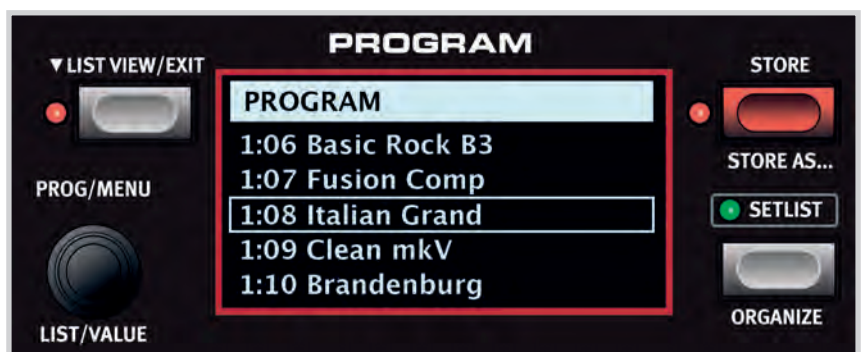 PROGRAM
▼ LIST VIEW/EXIT
STORE
PROGRAM
1:06 Basic Rock B3
1:07 Fusion Comp
1:08 Italian Grand
1:09 Clean mkV
1:10 Brandenburg
STORE AS...
PROG/MENU
SETLIST
LIST/VALUE
ORGANIZE